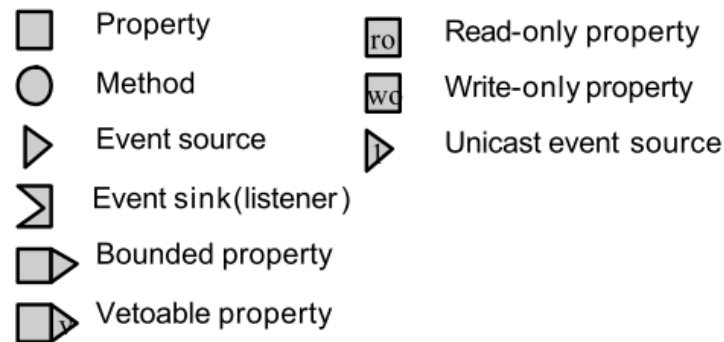 Property
Method
Event source
Event sink(listener)
Bounded property
v Vetoable property
ro Read-only property
wo Write-only property
1 Unicast event source